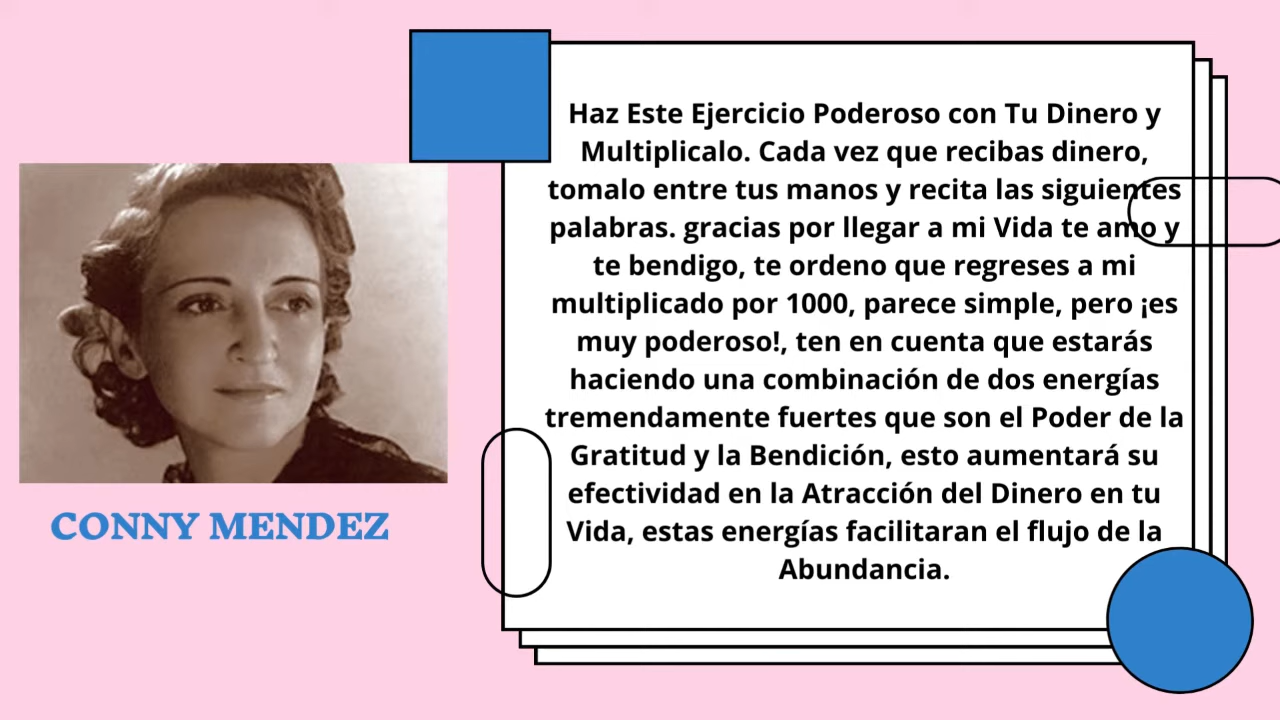 Haz Este Ejercicio Poderoso con Tu Dinero y
Multiplicalo. Cada vez que recibas dinero,
tomalo entre tus manos y recita las siguientes
palabras. gracias por llegar a mi Vida te amo y
te bendigo, te ordeno que regreses a mi
multiplicado por 1000, parece simple, pero ¡es
muy poderoso!, ten en cuenta que estarás
haciendo una combinación de dos energías
tremendamente fuertes que son el Poder de la
Gratitud y la Bendición, esto aumentará su
efectividad en la Atracción del Dinero en tu
Vida, estas energías facilitaran el flujo de la
Abundancia.
CONNY MENDEZ